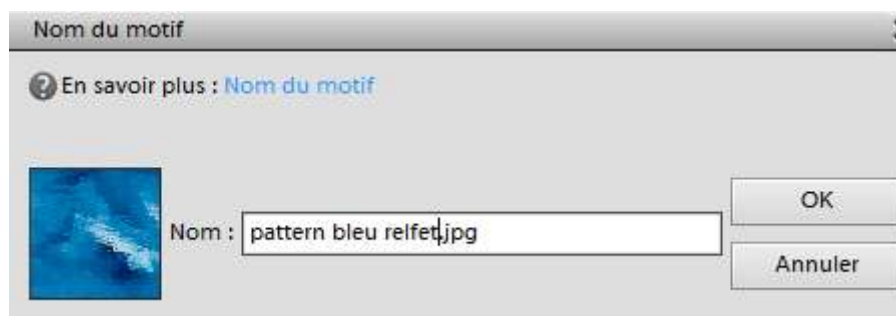 Nom du motif
En savoir plus : Nom du motif
OK
Nom : pattern bleu relfet.jpg
Annuler